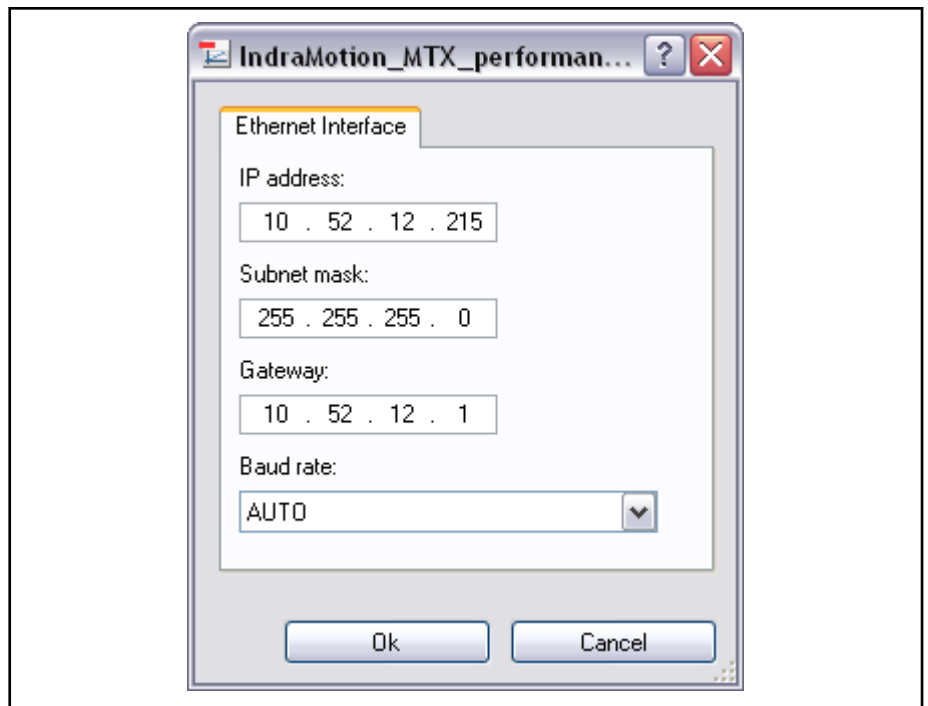 IndraMotion_MTX_performan... ?
Ethernet Interface
IP address:
10 . 52 . 12 . 215
Subnet mask:
255 . 255 . 255 . 0
Gateway:
10 . 52 . 12 . 1
Baud rate:
AUTO
Ok Cancel